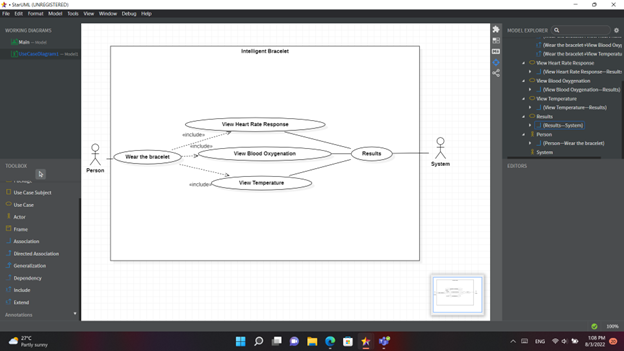 • StarUML (UNREGISTERED)
File Edit Format Model Tools View Window Debug Help
WORKING DIAGRAMS
Main
UseCaseDiagram1
TOOLBOX
Use Case Subject
Use Case
Actor
Frame
Association
Directed Association
Generalization
Dependency
Include
Extend
Annotations
Intelligent Bracelet
View Heart Rate Response
«include»
«include»
View Blood Oxygenation
Wear the bracelet
Results
Person
System
«include»
View Temperature
MODEL EXPLORER
(Wear the bracelet→View Blood Oxyg
(Wear the bracelet→View Temperatu
View Heart Rate Response
(View Heart Rate Response—Results
View Blood Oxygenation
(View Blood Oxygenation—Results)
View Temperature
(View Temperature—Results)
Results
(Results—System)
Person
(Person—Wear the bracelet)
System
EDITORS
100%
27°C
Partly sunny
ENG
1:08 PM
8/3/2022